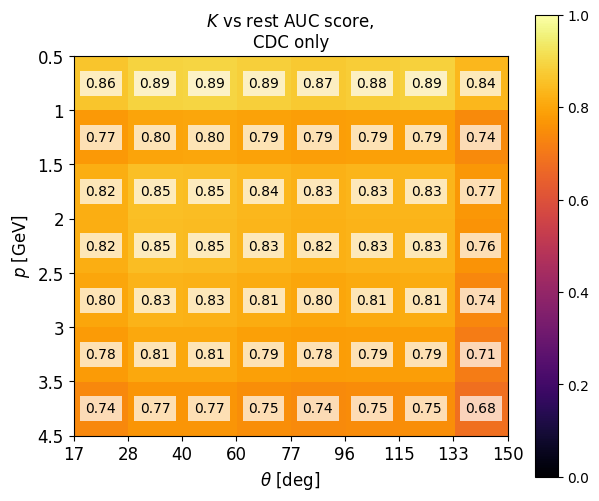 K vs rest AUC score,
CDC only
0.5
0.86 0.89 0.89 0.89 0.87 0.88 0.89 0.84
1
0.77 0.80 0.80 0.79 0.79 0.79 0.79 0.74
1.5
0.82 0.85 0.85 0.84 0.83 0.83 0.83 0.77
2
0.82 0.85 0.85 0.83 0.82 0.83 0.83 0.76
2.5
0.80 0.83 0.83 0.81 0.80 0.81 0.81 0.74
3
0.78 0.81 0.81 0.79 0.78 0.79 0.79 0.71
3.5
0.74 0.77 0.77 0.75 0.74 0.75 0.75 0.68
4.5
p [GeV]
17 28 40 60 77 96 115 133 150
θ [deg]
1.0
0.8
0.6
0.4
0.2
0.0